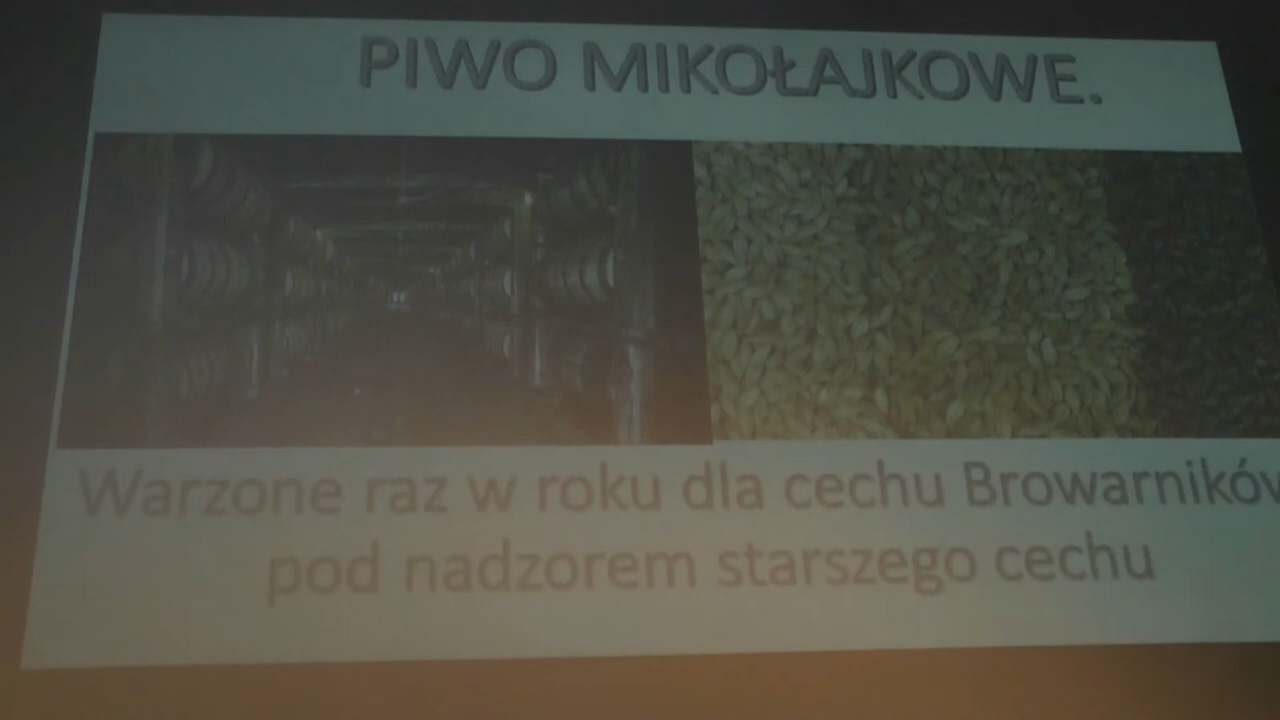 PIWO MIKOŁAJKOWE.
Warzone raz w roku dla cechu Browarników
pod nadzorem starszego cechu